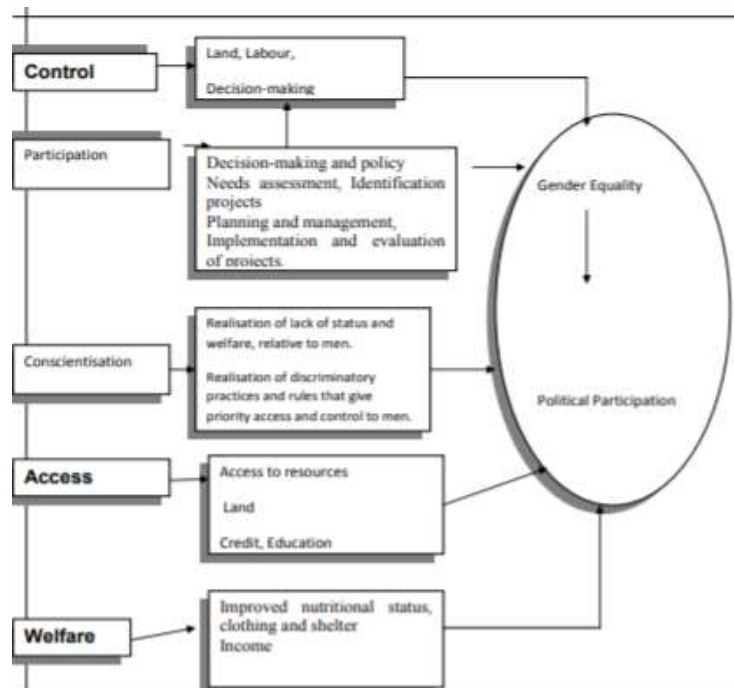 Control
Land, Labour,
Decision-making
Participation
Decision-making and policy
Needs assessment, Identification
projects
Planning and management,
Implementation and evaluation
of projects.
Gender Equality
Conscientisation
Realisation of lack of status and
welfare, relative to men.
Realisation of discriminatory
practices and rules that give
priority access and control to men.
Political Participation
Access
Access to resources
Land
Credit, Education
Welfare
Improved nutritional status,
clothing and shelter
Income